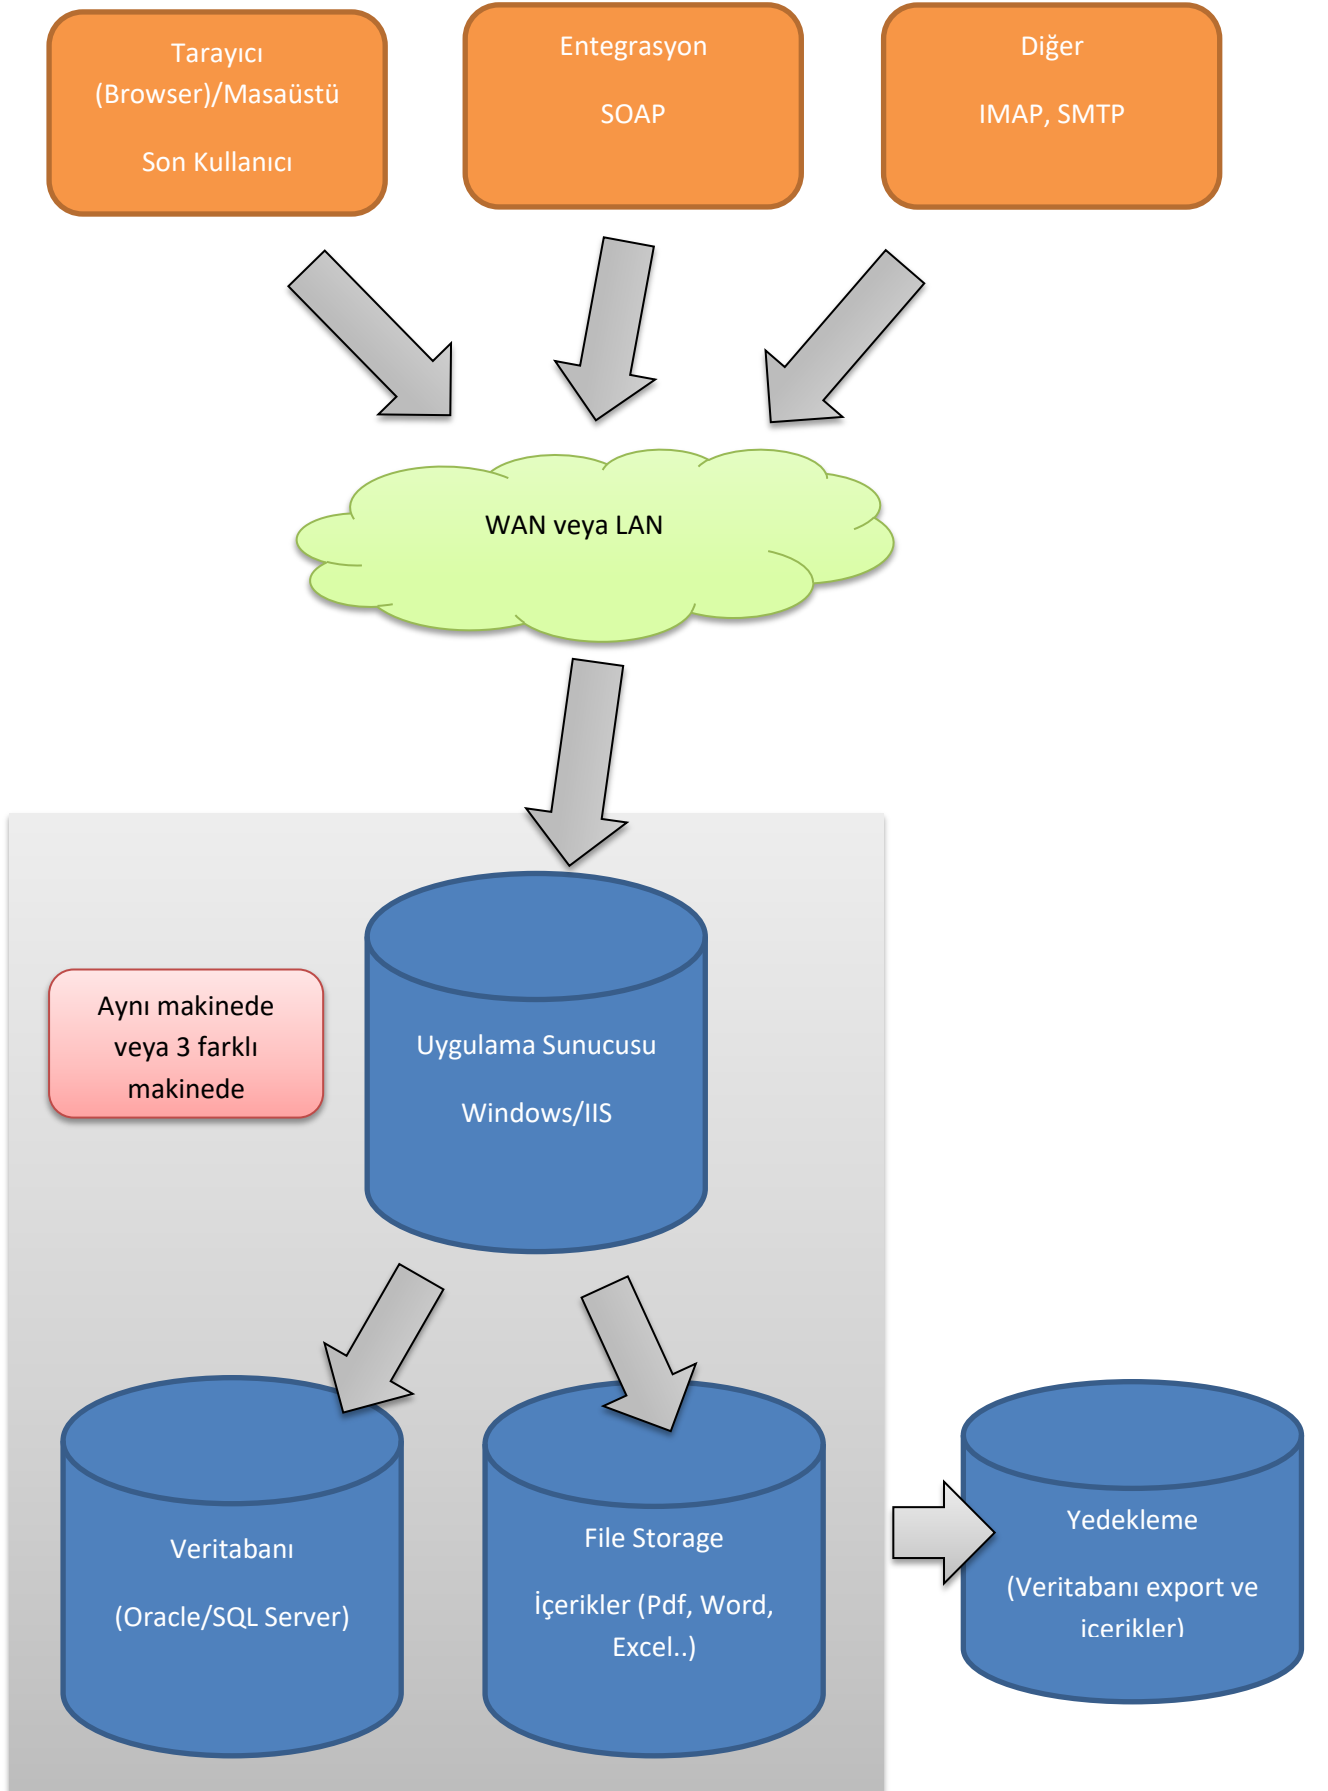 Tarayıcı
(Browser)/Masaüstü
Son Kullanıcı
Entegrasyon
SOAP
Diğer
IMAP, SMTP
WAN veya LAN
Aynı makinede
veya 3 farklı
makinede
Uygulama Sunucusu
Windows/IIS
Veritabanı
(Oracle/SQL Server)
File Storage
İçerikler (Pdf, Word,
Excel..)
Yedekleme
(Veritabanı export ve
içerikler)